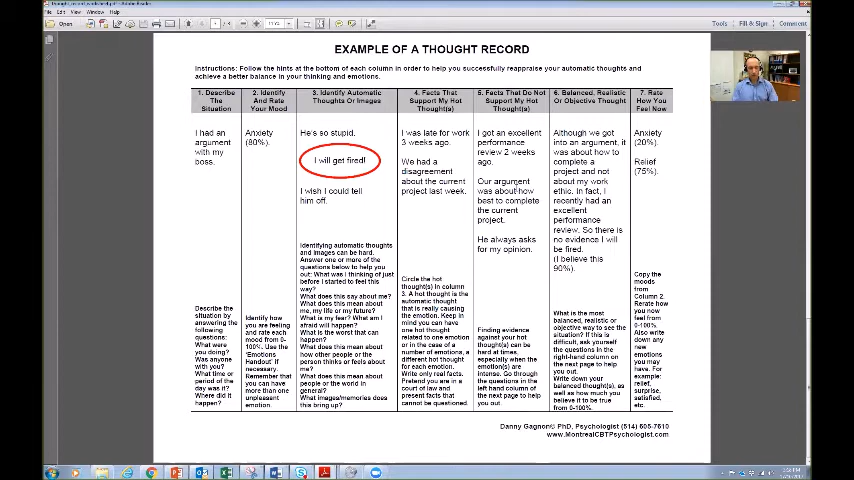 thought_record_worksheet.pdf - Adobe Reader
File Edit View Window Help
Open
Tools Fill & Sign Comment
EXAMPLE OF A THOUGHT RECORD
Instructions: Follow the hints at the bottom of each column in order to help you successfully reappraise your automatic thoughts and
achieve a better balance in your thinking and emotions.
1. Describe
The
Situation
2. Identify
And Rate
Your Mood
3. Identify Automatic
Thoughts Or Images
4. Facts That
Support My Hot
Thought(s)
5. Facts That Do Not
Support My Hot
Thought(s)
6. Balanced, Realistic
Or Objective Thought
7. Rate
How You
Feel Now
I had an
argument
with my
boss.
Describe the
situation by
answering the
following
questions:
What were
you doing?
Was anyone
with you?
What time or
period of the
day was it?
Where did it
happen?
Anxiety
(80%).
Identify how
you are feeling
and rate each
mood from 0-
100%. Use the
'Emotions
Handout' if
necessary.
Remember that
you can have
more than one
unpleasant
emotion.
He's so stupid.
I will get fired!
I wish I could tell
him off.
Identifying automatic thoughts
and images can be hard.
Answer one or more of the
questions below to help you
out: What was I thinking of just
before I started to feel this
way?
What does this say about me?
What does this mean about
me, my life or my future?
What is my fear? What am I
afraid will happen?
What is the worst that can
happen?
What does this mean about
how other people or the
person thinks or feels about
me?
What does this mean about
people or the world in
general?
What images/memories does
this bring up?
I was late for work
3 weeks ago.
We had a
disagreement
about the current
project last week.
Circle the hot
thought(s) in column
3. A hot thought is the
automatic thought
that is really causing
the emotion. Keep in
mind you can have
one hot thought
related to one emotion
or in the case of a
number of emotions, a
different hot thought
for each emotion.
Write only real facts.
Pretend you are in a
court of law and
present facts that
cannot be questioned.
I got an excellent
performance
review 2 weeks
ago.
Our argument
was about how
best to complete
the current
project.
He always asks
for my opinion.
Finding evidence
against your hot
thought(s) can be
hard at times,
especially when the
emotion(s) are
intense. Go through
the questions in the
left hand column of
the next page to help
you out.
Although we got
into an argument, it
was about how to
complete a
project and not
about my work
ethic. In fact, I
recently had an
excellent
performance
review. So there is
no evidence I will
be fired.
(I believe this
90%).
What is the most
balanced, realistic or
objective way to see the
situation? If this is
difficult, ask yourself
the questions in the
right-hand column on
the next page to help
you out.
Write down your
balanced thought(s), as
well as how much you
believe it to be true
from 0-100%.
Anxiety
(20%).
Relief
(75%).
Copy the
moods
from
Column 2.
Rerate how
you now
feel from
0-100%.
Also write
down any
new
emotions
you may
have. For
example:
relief,
surprise,
satisfied,
etc.
Danny Gagnon© PhD, Psychologist (514) 605-7610
www.MontrealCBTPsychologist.com